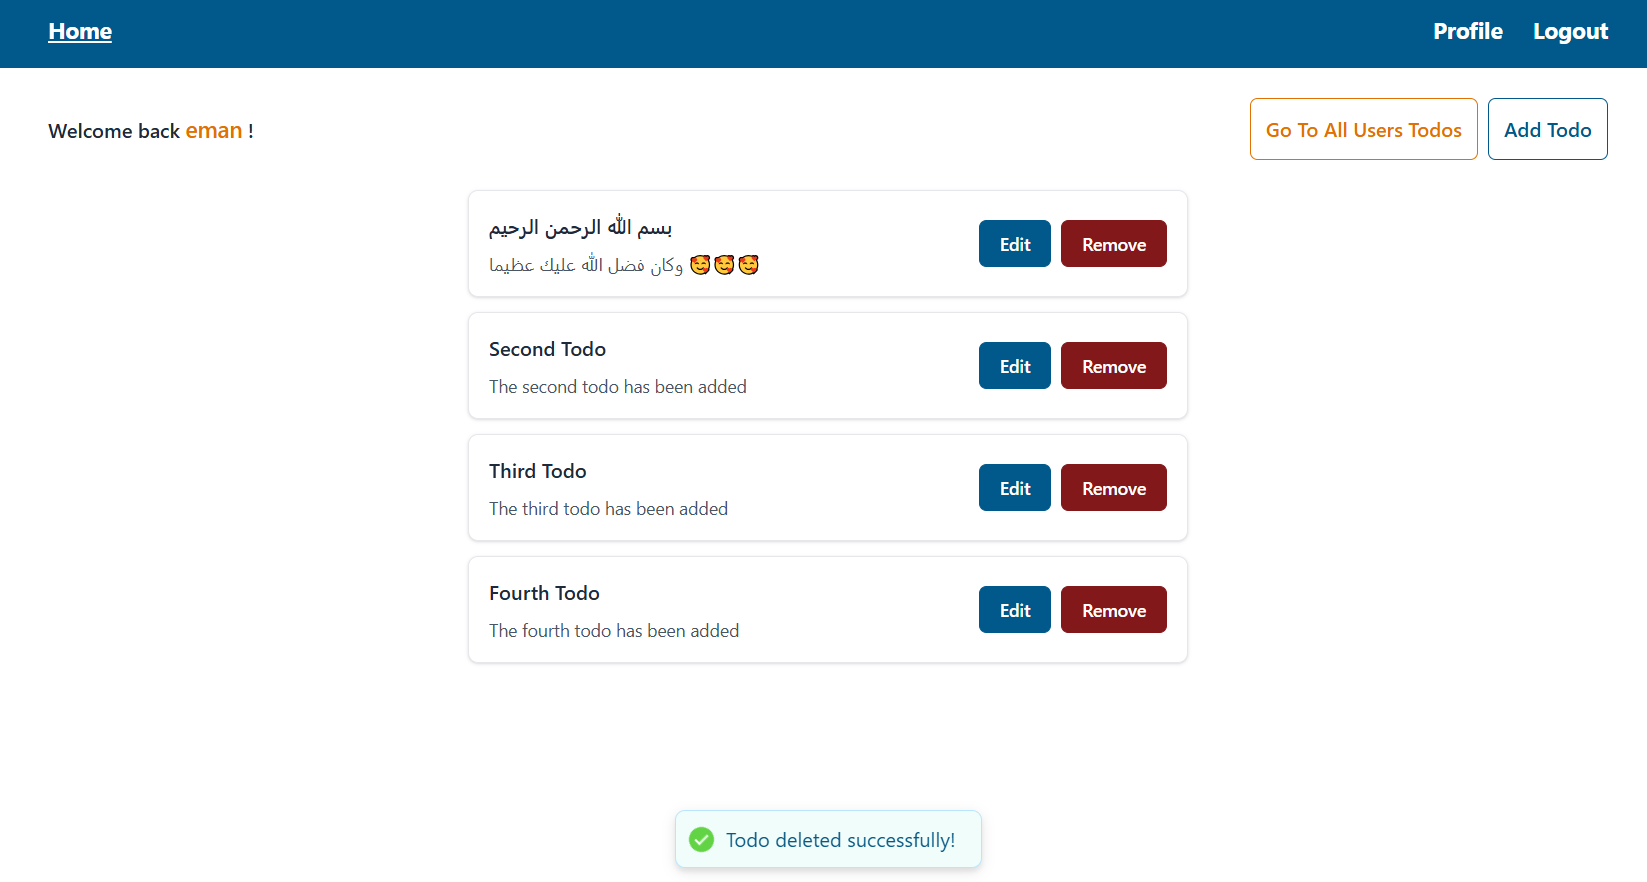 Home
Profile
Logout
Welcome back eman !
Go To All Users Todos
Add Todo
بسم الله الرحمن الرحيم
وكان فضل الله عليك عظيما 🥰🥰🥰
Edit
Remove
Second Todo
The second todo has been added
Edit
Remove
Third Todo
The third todo has been added
Edit
Remove
Fourth Todo
The fourth todo has been added
Edit
Remove
Todo deleted successfully!